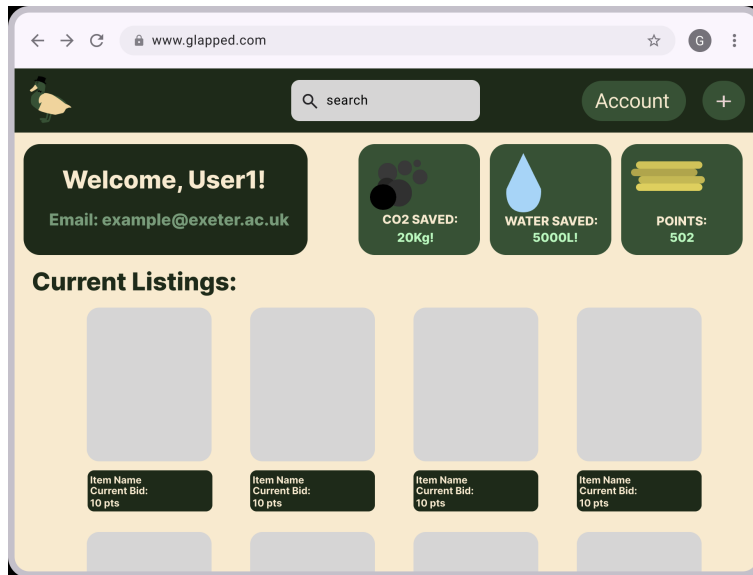 www.glapped.com
G
search
Account
+
Welcome, User1!
Email: example@exeter.ac.uk
CO2 SAVED:
20Kg!
WATER SAVED:
5000L!
POINTS:
502
Current Listings:
Item Name
Current Bid:
10 pts
Item Name
Current Bid:
10 pts
Item Name
Current Bid:
10 pts
Item Name
Current Bid:
10 pts